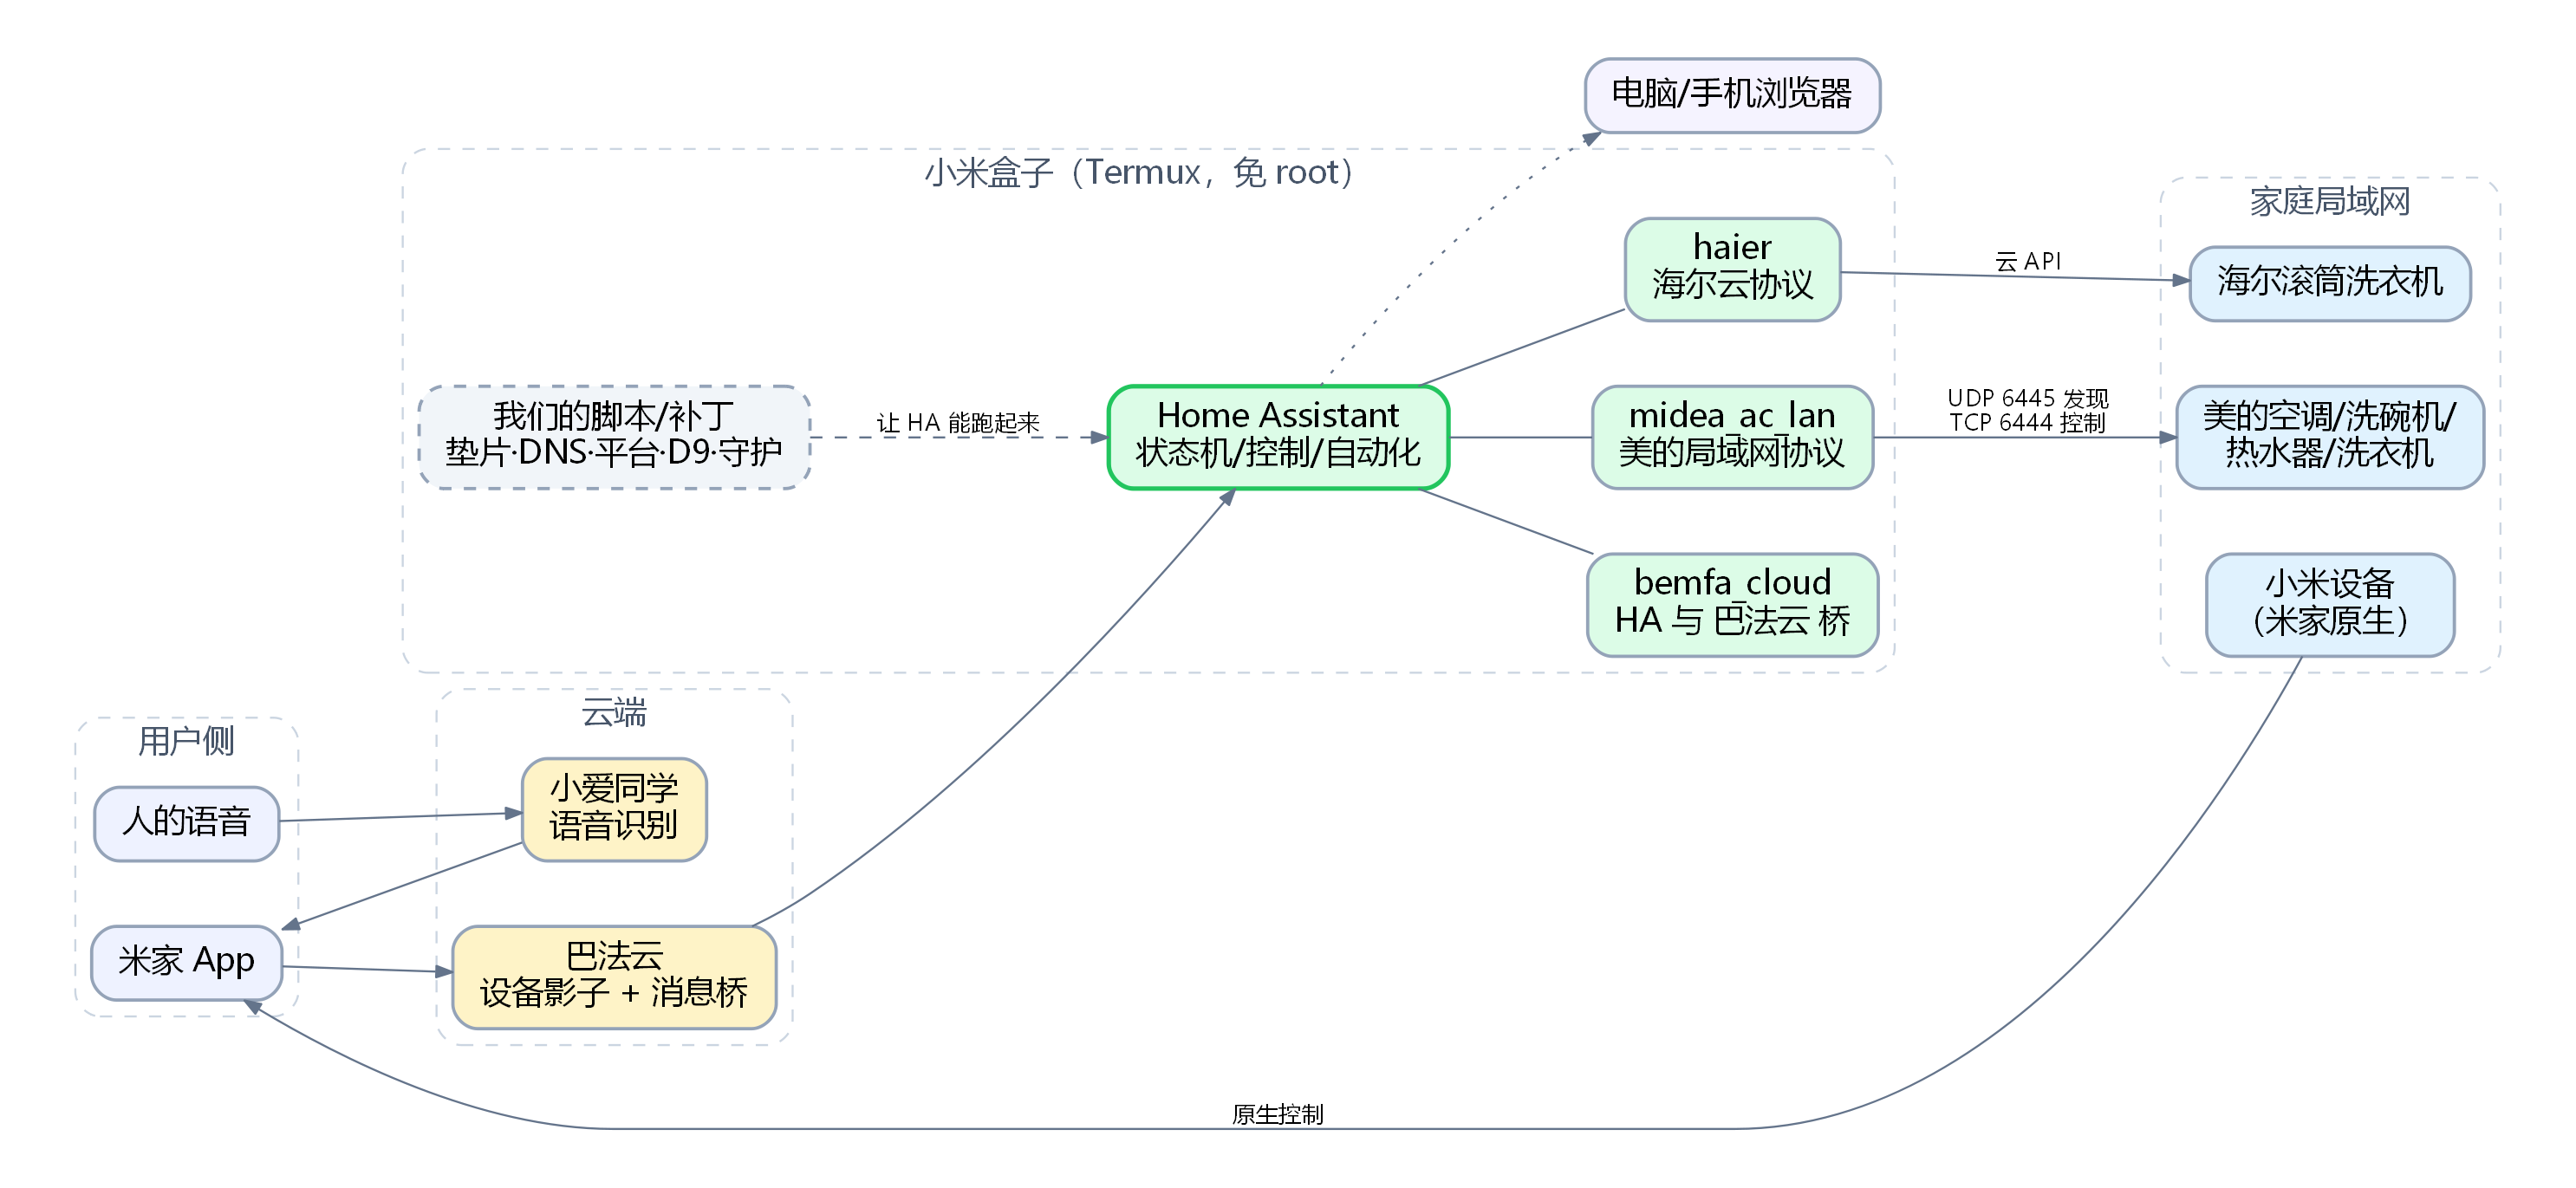 电脑/手机浏览器
小米盒子（Termux，免 root）
家庭局域网
haier
海尔云协议
云 API
海尔滚筒洗衣机
我们的脚本/补丁
垫片·DNS·平台·D9·守护
让 HA 能跑起来
Home Assistant
状态机/控制/自动化
midea_ac_lan
美的局域网协议
UDP 6445 发现
TCP 6444 控制
美的空调/洗碗机/
热水器/洗衣机
bemfa_cloud
HA 与 巴法云 桥
小米设备
（米家原生）
用户侧
云端
人的语音
小爱同学
语音识别
米家 App
巴法云
设备影子 + 消息桥
原生控制